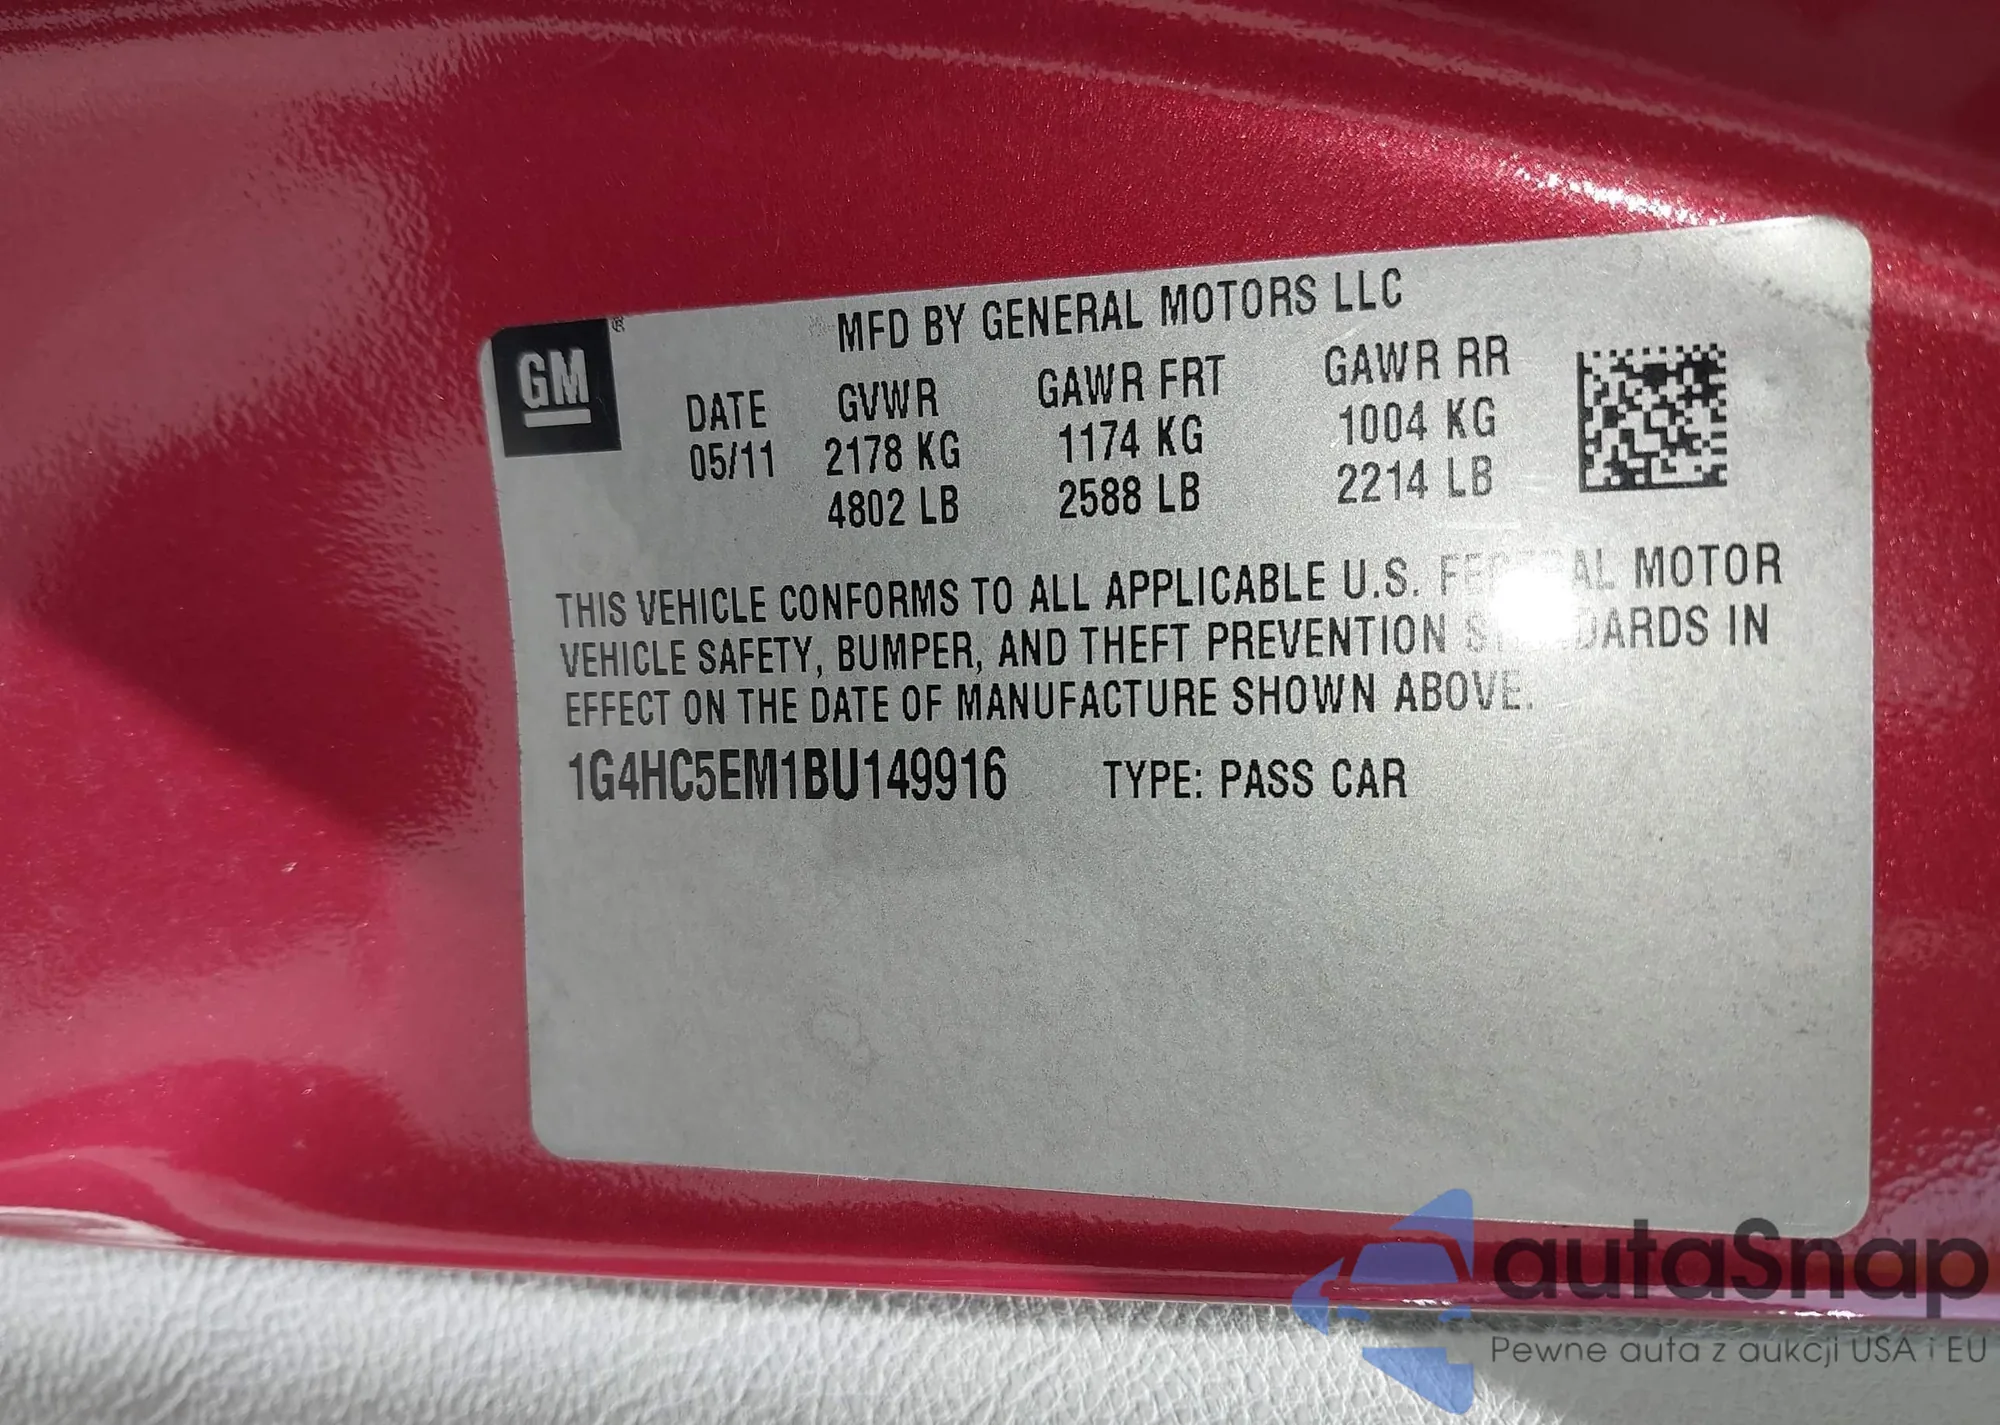 MFD BY GENERAL MOTORS LLC
GM ®
DATE GVWR GAWR FRT GAWR RR
05/11 2178 KG 1174 KG 1004 KG
4802 LB 2588 LB 2214 LB
THIS VEHICLE CONFORMS TO ALL APPLICABLE U.S. FEDERAL MOTOR
VEHICLE SAFETY, BUMPER, AND THEFT PREVENTION STANDARDS IN
EFFECT ON THE DATE OF MANUFACTURE SHOWN ABOVE.
1G4HC5EM1BU149916 TYPE: PASS CAR
autaSnap
Pewne auta z aukcji USA i EU